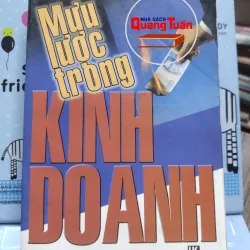 NHÀ SÁCH
Quang Tuấn
Mưu
lược
trong
KINH
DOANH